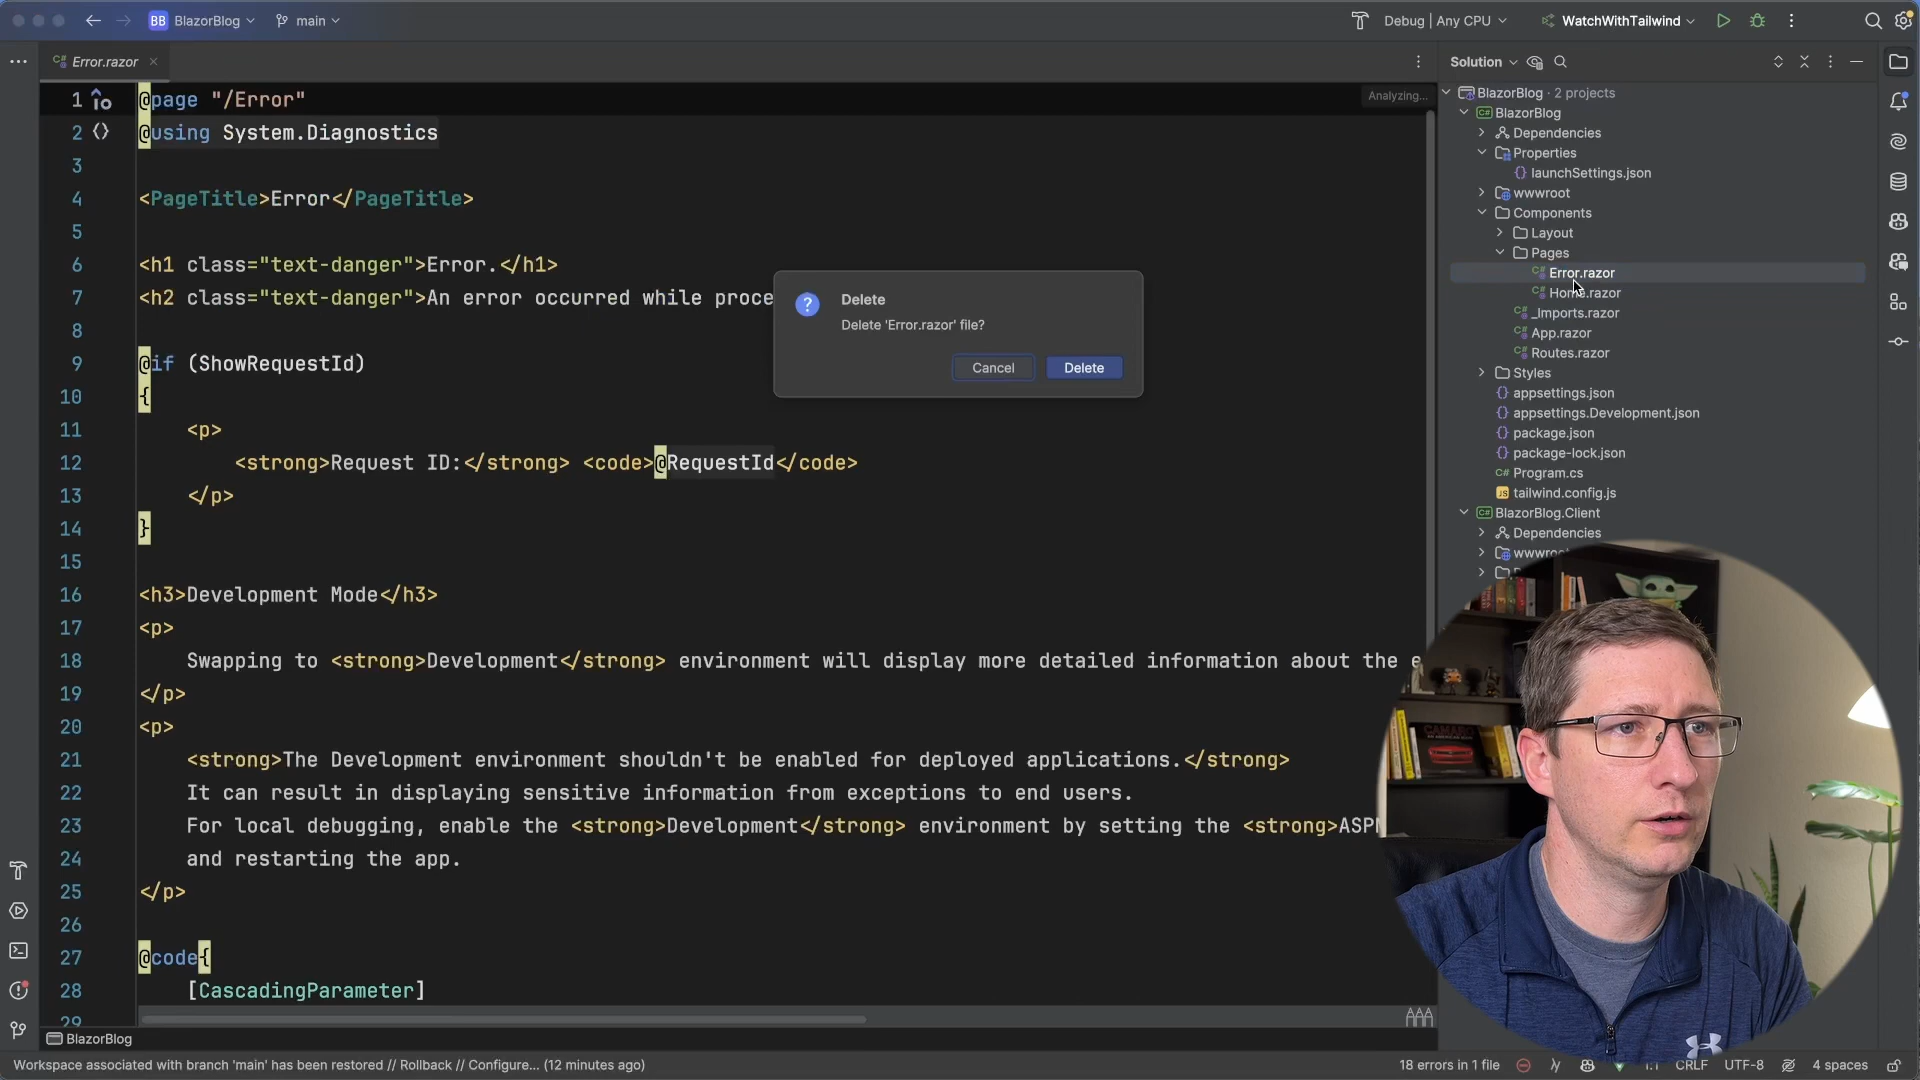 BB BlazorBlog main
Debug | Any CPU
WatchWithTailwind
Error.razor
Solution
Analyzing...
1 @page "/Error"
2 @using System.Diagnostics
3
4 <PageTitle>Error</PageTitle>
5
6 <h1 class="text-danger">Error.</h1>
7 <h2 class="text-danger">An error occurred while proce
8
9 @if (ShowRequestId)
10 {
11 <p>
12 <strong>Request ID:</strong> <code>@RequestId</code>
13 </p>
14 }
15
16 <h3>Development Mode</h3>
17 <p>
18 Swapping to <strong>Development</strong> environment will display more detailed information about the e
19 </p>
20 <p>
21 <strong>The Development environment shouldn't be enabled for deployed applications.</strong>
22 It can result in displaying sensitive information from exceptions to end users.
23 For local debugging, enable the <strong>Development</strong> environment by setting the <strong>ASP
24 and restarting the app.
25 </p>
26
27 @code{
28 [CascadingParameter]
29
Delete
Delete 'Error.razor' file?
Cancel Delete
BlazorBlog · 2 projects
BlazorBlog
Dependencies
Properties
launchSettings.json
wwwroot
Components
Layout
Pages
Error.razor
Home.razor
_Imports.razor
App.razor
Routes.razor
Styles
appsettings.json
appsettings.Development.json
package.json
package-lock.json
Program.cs
tailwind.config.js
BlazorBlog.Client
Dependencies
CAMARO
BlazorBlog
Workspace associated with branch 'main' has been restored // Rollback // Configure... (12 minutes ago)
18 errors in 1 file
1:1 CRLF UTF-8 4 spaces